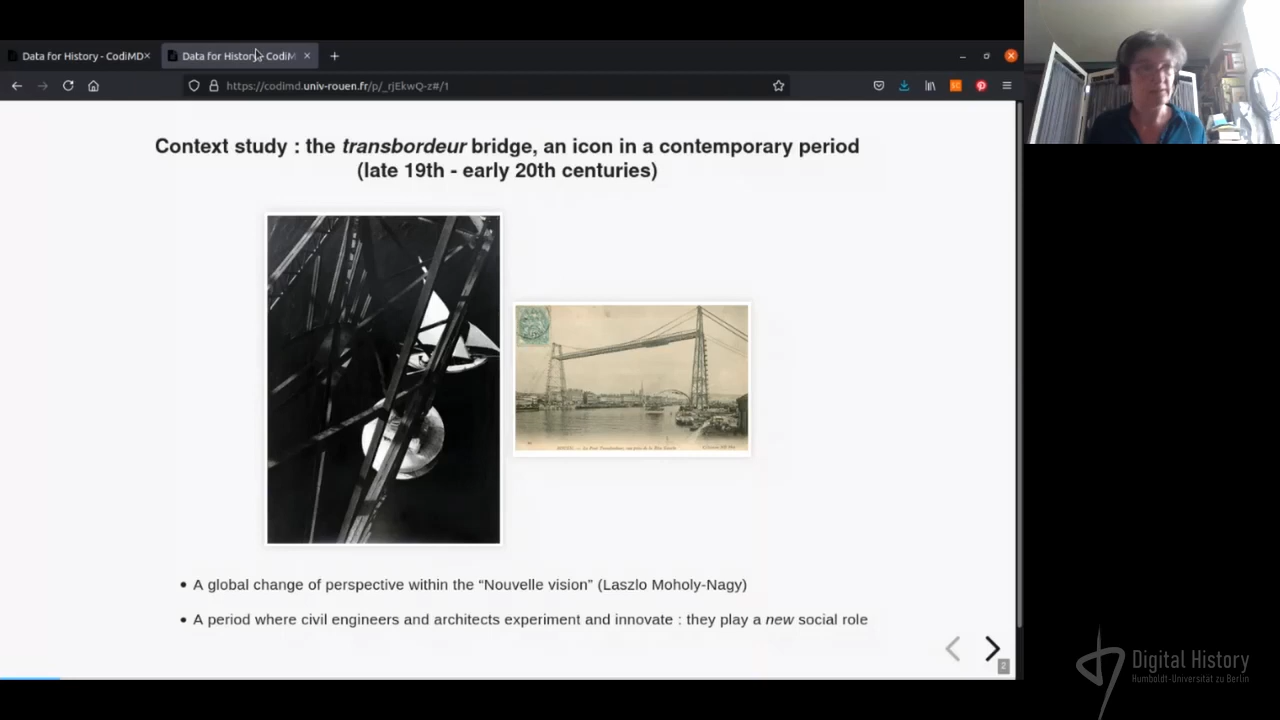 Data for History - CodiMD
Data for History - CodiM
https://codimd.univ-rouen.fr/p/_rjEkwQ-z#/1
Context study : the transbordeur bridge, an icon in a contemporary period
(late 19th - early 20th centuries)
A global change of perspective within the “Nouvelle vision” (Laszlo Moholy-Nagy)
A period where civil engineers and architects experiment and innovate : they play a new social role
2
Digital History
Humboldt-Universität zu Berlin